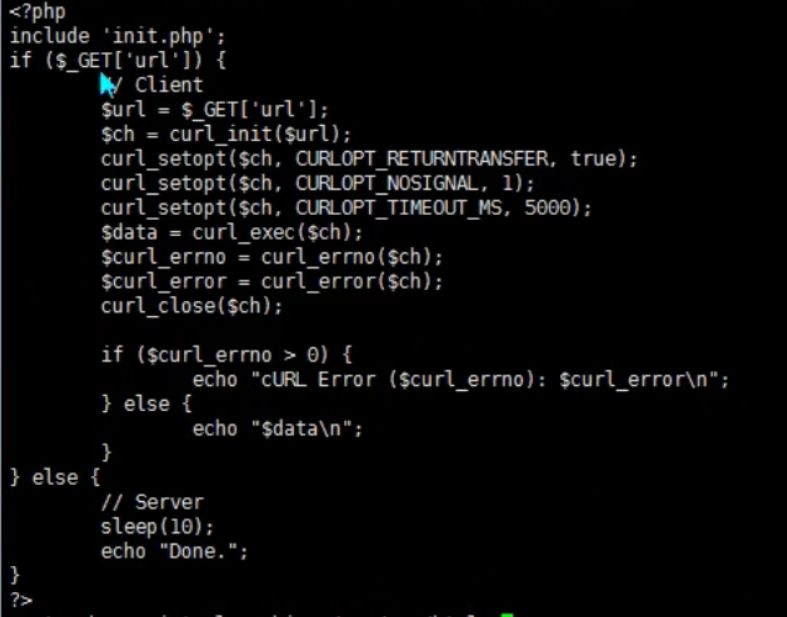 <?php
include 'init.php';
if ($_GET['url']) {
// Client
$url = $_GET['url'];
$ch = curl_init($url);
curl_setopt($ch, CURLOPT_RETURNTRANSFER, true);
curl_setopt($ch, CURLOPT_NOSIGNAL, 1);
curl_setopt($ch, CURLOPT_TIMEOUT_MS, 5000);
$data = curl_exec($ch);
$curl_errno = curl_errno($ch);
$curl_error = curl_error($ch);
curl_close($ch);
if ($curl_errno > 0) {
echo "cURL Error ($curl_errno): $curl_error\n";
} else {
echo "$data\n";
}
} else {
// Server
sleep(10);
echo "Done.";
}
?>